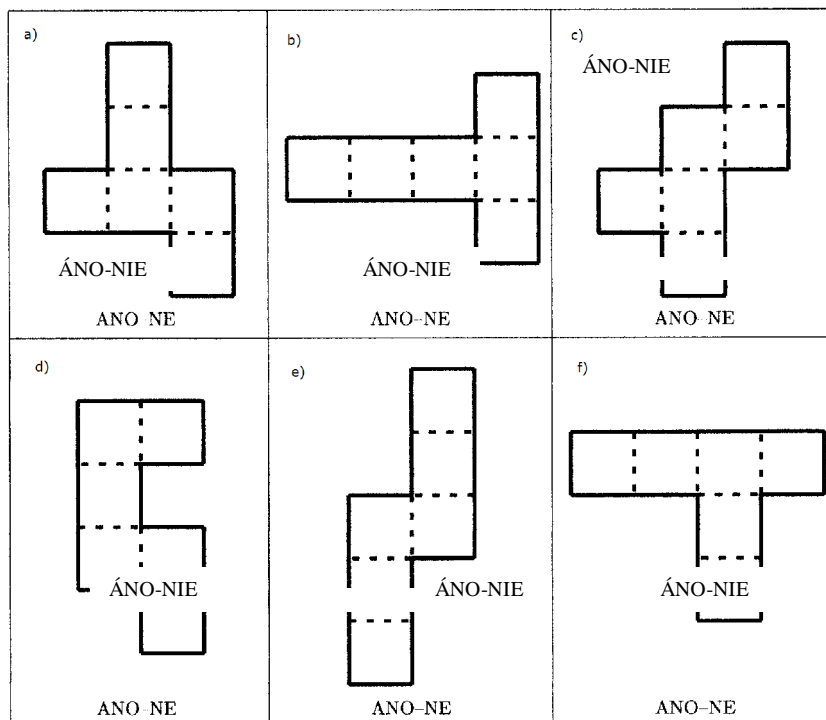 a)
ÁNO-NIE
ANO–NE
b)
ÁNO-NIE
ANO–NE
c)
ÁNO-NIE
ANO–NE
d)
ÁNO-NIE
ANO–NE
e)
ÁNO-NIE
ANO–NE
f)
ÁNO-NIE
ANO–NE